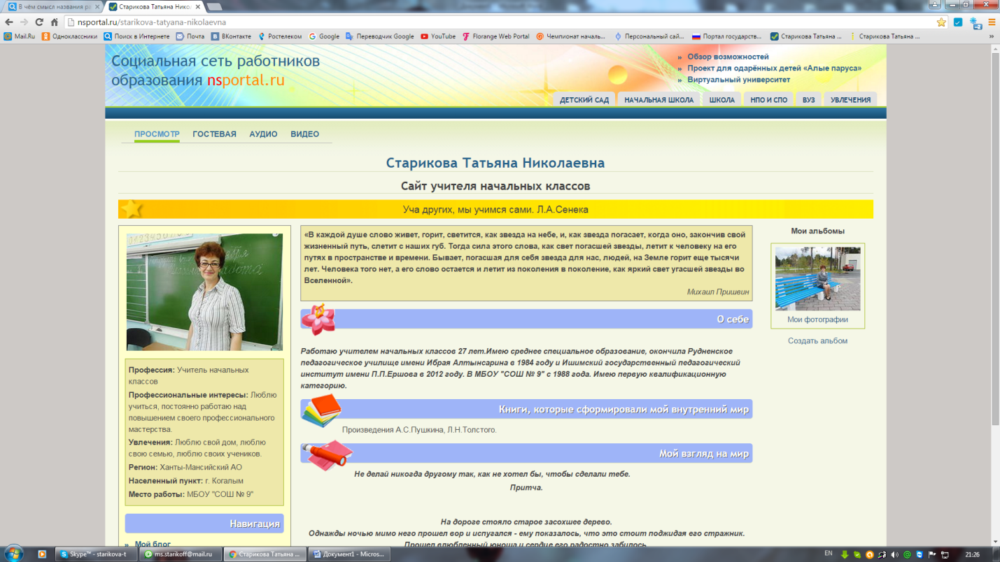 В чём смысл названия ра
Старикова Татьяна Никол
nsportal.ru/starikova-tatyana-nikolaevna
Mail.Ru Одноклассники Поиск в Интернете Почта ВКонтакте Ростелеком Google Переводчик Google YouTube Florange Web Portal Чемпионат началь... Персональный сай... Портал государств... Старикова Татьяна ... Старикова Татьяна ...
Социальная сеть работников
образования nsportal.ru
» Обзор возможностей
» Проект для одарённых детей «Алые паруса»
» Виртуальный университет
ДЕТСКИЙ САД НАЧАЛЬНАЯ ШКОЛА ШКОЛА НПО И СПО ВУЗ УВЛЕЧЕНИЯ
ПРОСМОТР ГОСТЕВАЯ АУДИО ВИДЕО
Старикова Татьяна Николаевна
Сайт учителя начальных классов
Уча других, мы учимся сами. Л.А.Сенека
Профессия: Учитель начальных
классов
Профессиональные интересы: Люблю
учиться, постоянно работаю над
повышением своего профессионального
мастерства.
Увлечения: Люблю свой дом, люблю
свою семью, люблю своих учеников.
Регион: Ханты-Мансийский АО
Населенный пункт: г. Когалым
Место работы: МБОУ "СОШ № 9"
Навигация
» Мой блог
«В каждой душе слово живет, горит, светится, как звезда на небе, и, как звезда погасает, когда оно, закончив свой
жизненный путь, слетит с наших губ. Тогда сила этого слова, как свет погасшей звезды, летит к человеку на его
путях в пространстве и времени. Бывает, погасшая для себя звезда для нас, людей, на Земле горит еще тысячи
лет. Человека того нет, а его слово остается и летит из поколения в поколение, как яркий свет угасшей звезды во
Вселенной».
Михаил Пришвин
О себе
Работаю учителем начальных классов 27 лет.Имею среднее специальное образование, окончила Рудненское
педагогическое училище имени Ибрая Алтынсарина в 1984 году и Ишимский государственный педагогический
институт имени П.П.Ершова в 2012 году. В МБОУ "СОШ № 9" с 1988 года. Имею первую квалификационную
категорию.
Книги, которые сформировали мой внутренний мир
Произведения А.С.Пушкина, Л.Н.Толстого.
Мой взгляд на мир
Не делай никогда другому так, как не хотел бы, чтобы сделали тебе.
Притча.
На дороге стояло старое засохшее дерево.
Однажды ночью мимо него прошел вор и испугался - ему показалось, что это стоит поджидая его стражник.
Прошел влюбленный юноша и сердце его радостно забилось
Мои альбомы
Мои фотографии
Создать альбом
Skype™ - starikova-t
ms.starikoff@mail.ru
Старикова Татьяна ...
Документ1 - Micros...
EN
21:26